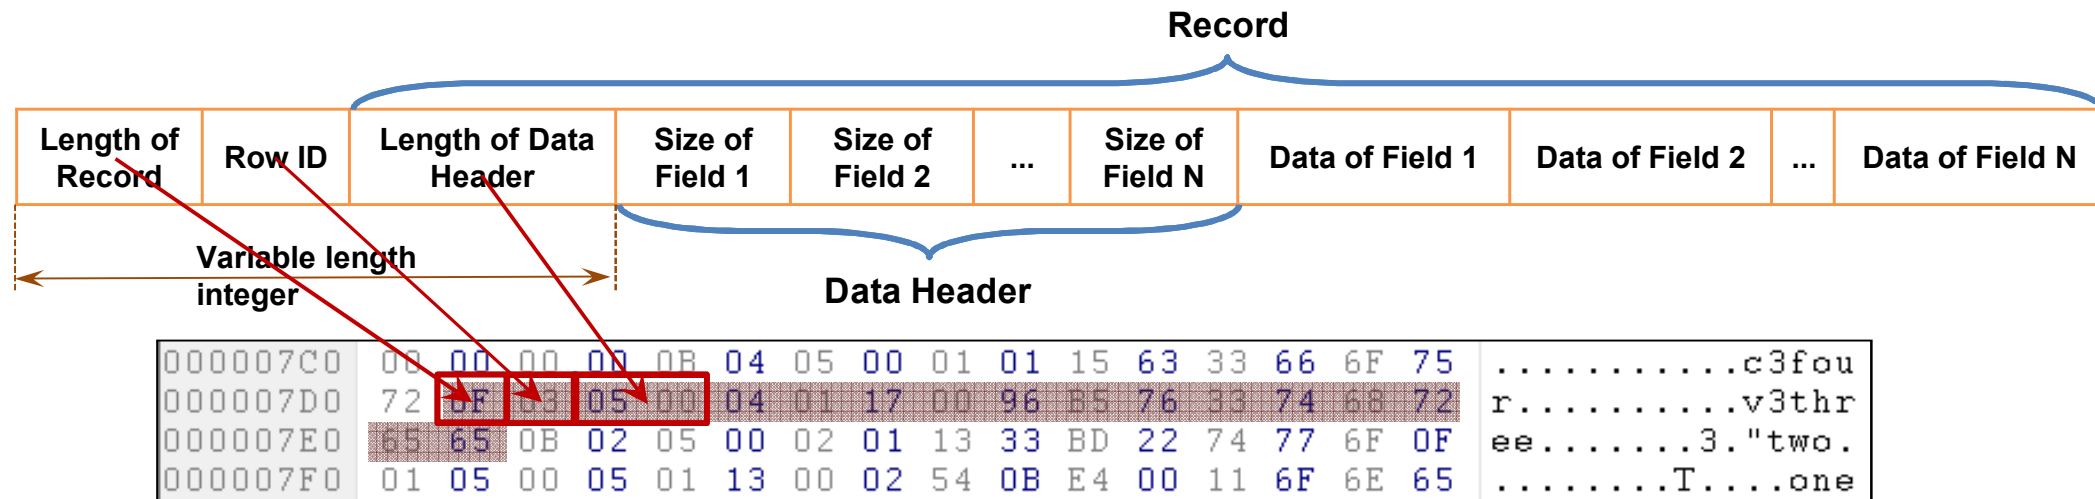 Record
Length of Record
Row ID
Length of Data Header
Size of Field 1
Size of Field 2
...
Size of Field N
Data of Field 1
Data of Field 2
...
Data of Field N
Variable length integer
Data Header
000007C0 00 00 00 00 0B 04 05 00 01 01 15 63 33 66 6F 75 ...........c3fou
000007D0 72 0F 03 05 00 04 01 17 00 96 B5 76 33 74 68 72 r..........v3thr
000007E0 65 65 0B 02 05 00 02 01 13 33 BD 22 74 77 6F 0F ee.......3."two.
000007F0 01 05 00 05 01 13 00 02 54 0B E4 00 11 6F 6E 65 ........T....one